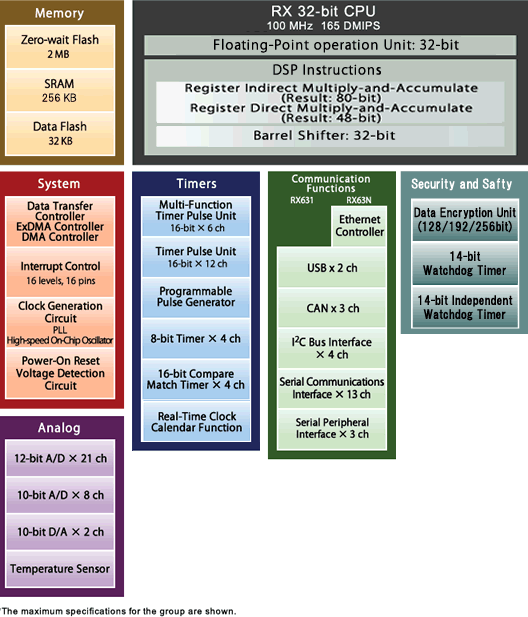 Memory
Zero-wait Flash
2 MB
SRAM
256 KB
Data Flash
32 KB
RX 32-bit CPU
100 MHz 165 DMIPS
Floating-Point operation Unit: 32-bit
DSP Instructions
Register Indirect Multiply-and-Accumulate
(Result: 80-bit)
Register Direct Multiply-and-Accumulate
(Result: 48-bit)
Barrel Shifter: 32-bit
System
Data Transfer
Controller
ExDMA Controller
DMA Controller
Interrupt Control
16 levels, 16 pins
Clock Generation
Circuit
PLL
High-speed On-Chip Oscillator
Power-On Reset
Voltage Detection
Circuit
Timers
Multi-Function
Timer Pulse Unit
16-bit × 6 ch
Timer Pulse Unit
16-bit × 12 ch
Programmable
Pulse Generator
8-bit Timer × 4 ch
16-bit Compare
Match Timer × 4 ch
Real-Time Clock
Calendar Function
Communication
Functions
RX631 RX63N
Ethernet
Controller
USB x 2 ch
CAN × 3 ch
I²C Bus Interface
× 4 ch
Serial Communications
Interface × 13 ch
Serial Peripheral
Interface × 3 ch
Security and Safty
Data Encryption Unit
(128/192/256bit)
14-bit
Watchdog Timer
14-bit Independent
Watchdog Timer
Analog
12-bit A/D × 21 ch
10-bit A/D × 8 ch
10-bit D/A × 2 ch
Temperature Sensor
*The maximum specifications for the group are shown.